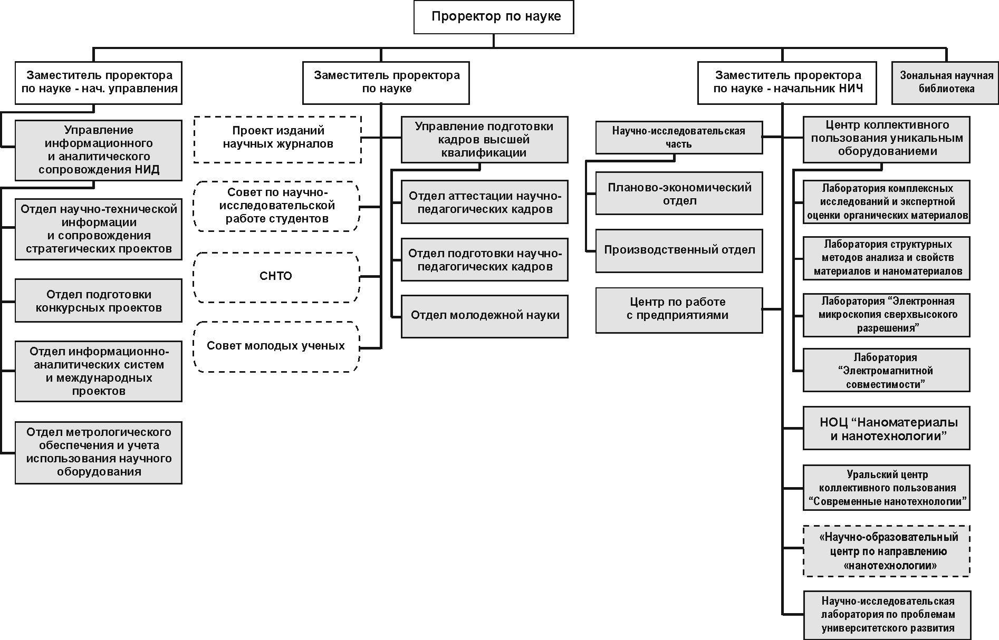 Проректор по науке
Заместитель проректора
по науке - нач. управления
Заместитель проректора
по науке
Заместитель проректора
по науке - начальник НИЧ
Зональная научная
библиотека
Управление
информационного
и аналитического
сопровождения НИД
Отдел научно-технической
информации
и сопровождения
стратегических проектов
Отдел подготовки
конкурсных проектов
Отдел информационно-
аналитических систем
и международных
проектов
Отдел метрологического
обеспечения и учета
использования научного
оборудования
Проект изданий
научных журналов
Совет по научно-
исследовательской
работе студентов
СНТО
Совет молодых ученых
Управление подготовки
кадров высшей
квалификации
Отдел аттестации научно-
педагогических кадров
Отдел подготовки научно-
педагогических кадров
Отдел молодежной науки
Научно-исследовательская
часть
Планово-экономический
отдел
Производственный отдел
Центр по работе
с предприятиями
Центр коллективного
пользования уникальным
оборудованиеми
Лаборатория комплексных
исследований и экспертной
оценки органических материалов
Лаборатория структурных
методов анализа и свойств
материалов и наноматериалов
Лаборатория “Электронная
микроскопия сверхвысокого
разрешения”
Лаборатория
“Электромагнитной
совместимости”
НОЦ “Наноматериалы
и нанотехнологии”
Уральский центр
коллективного пользования
“Современные нанотехнологии”
«Научно-образовательный
центр по направлению
«нанотехнологии»
Научно-исследовательская
лаборатория по проблемам
университетского развития